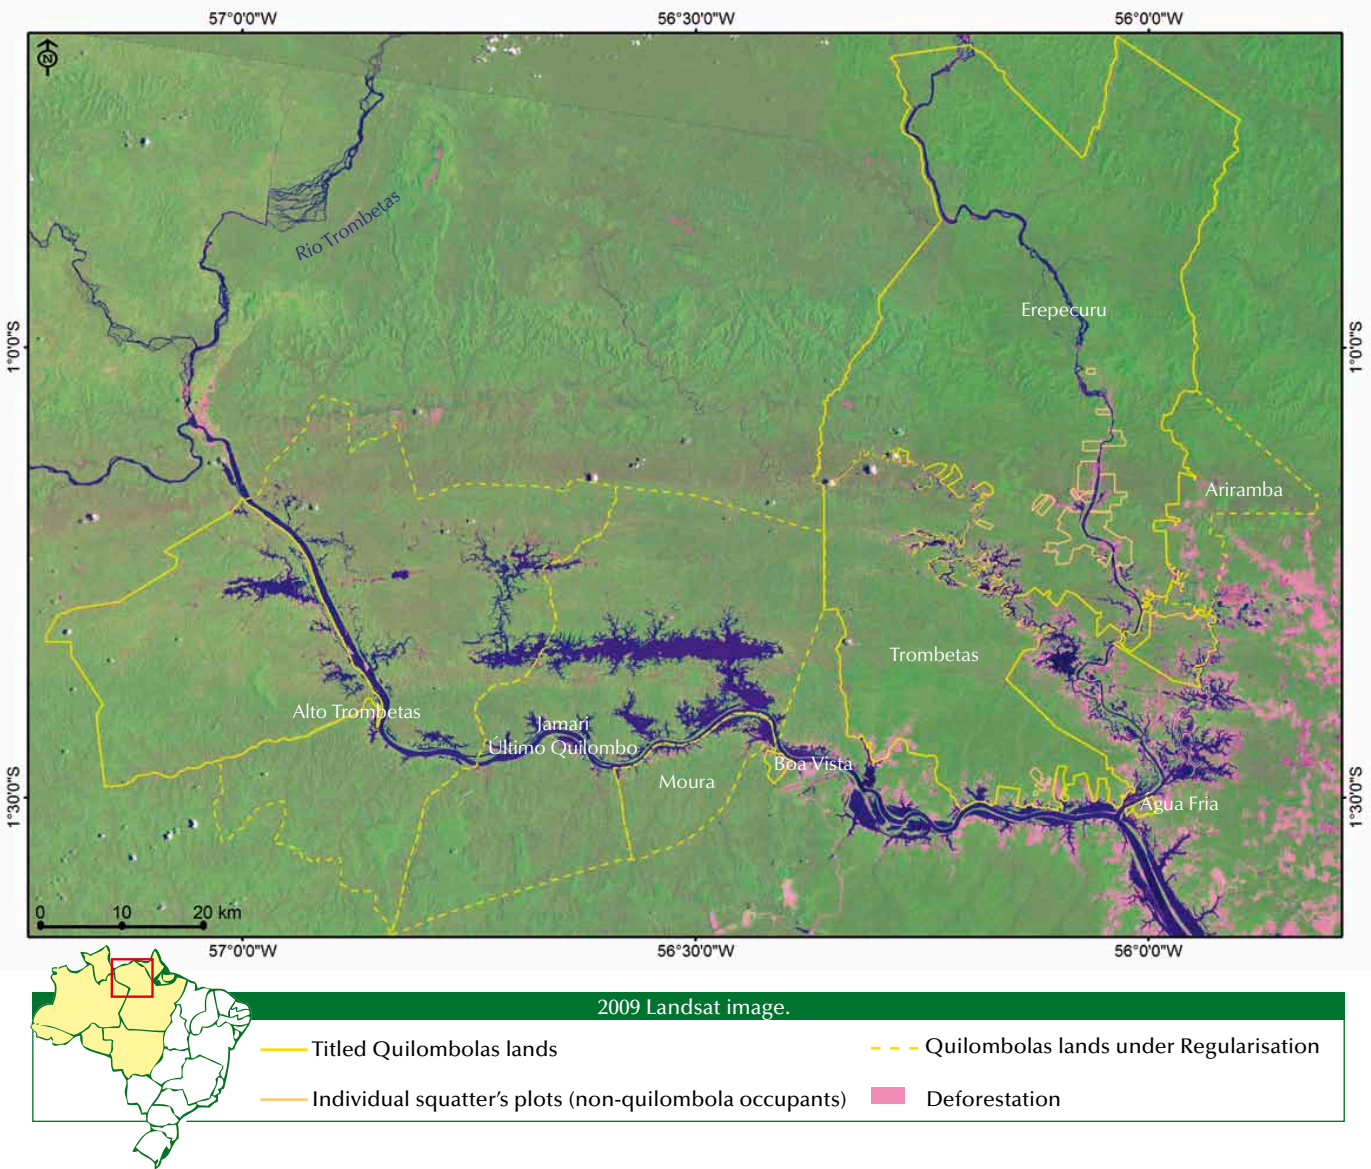 57°0'0"W 56°30'0"W 56°0'0"W
N
Rio Trombetas
Erepecuru
1°0'0"S 1°0'0"S
Ariramba
Trombetas
Alto Trombetas
Jamari
Último Quilombo
Boa Vista
Moura
Água Fria
1°30'0"S 1°30'0"S
0 10 20 km
57°0'0"W 56°30'0"W 56°0'0"W
2009 Landsat image.
Titled Quilombolas lands
Quilombolas lands under Regularisation
Individual squatter's plots (non-quilombola occupants)
Deforestation